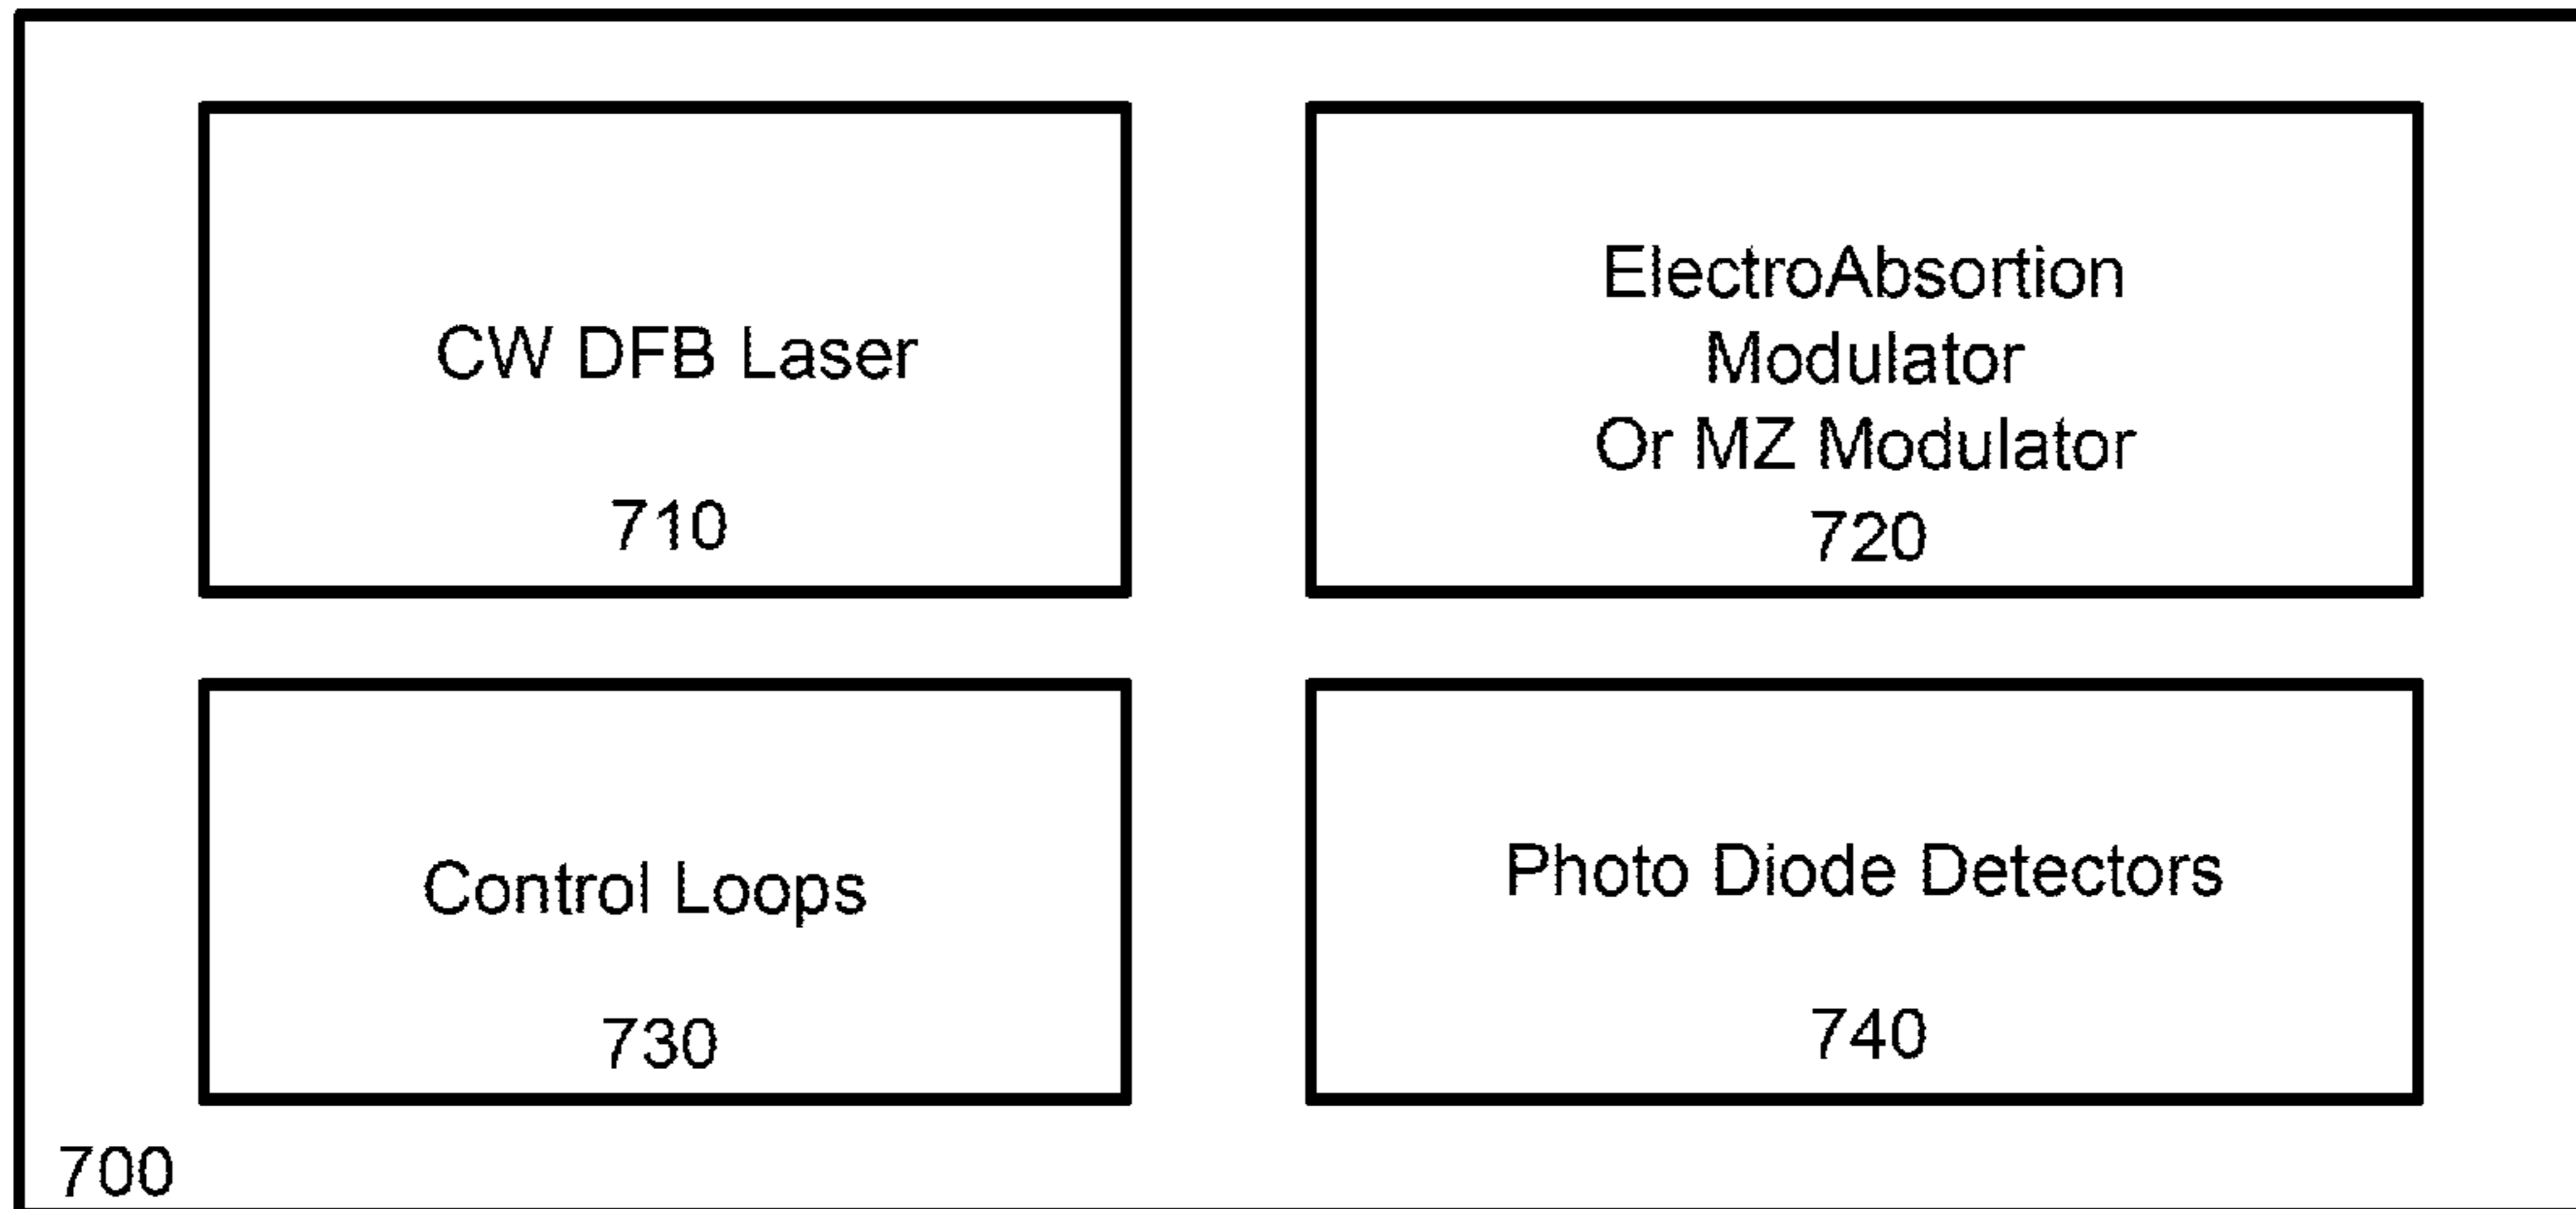 CW DFB Laser
710
ElectroAbsortion
Modulator
Or MZ Modulator
720
Control Loops
730
Photo Diode Detectors
740
700